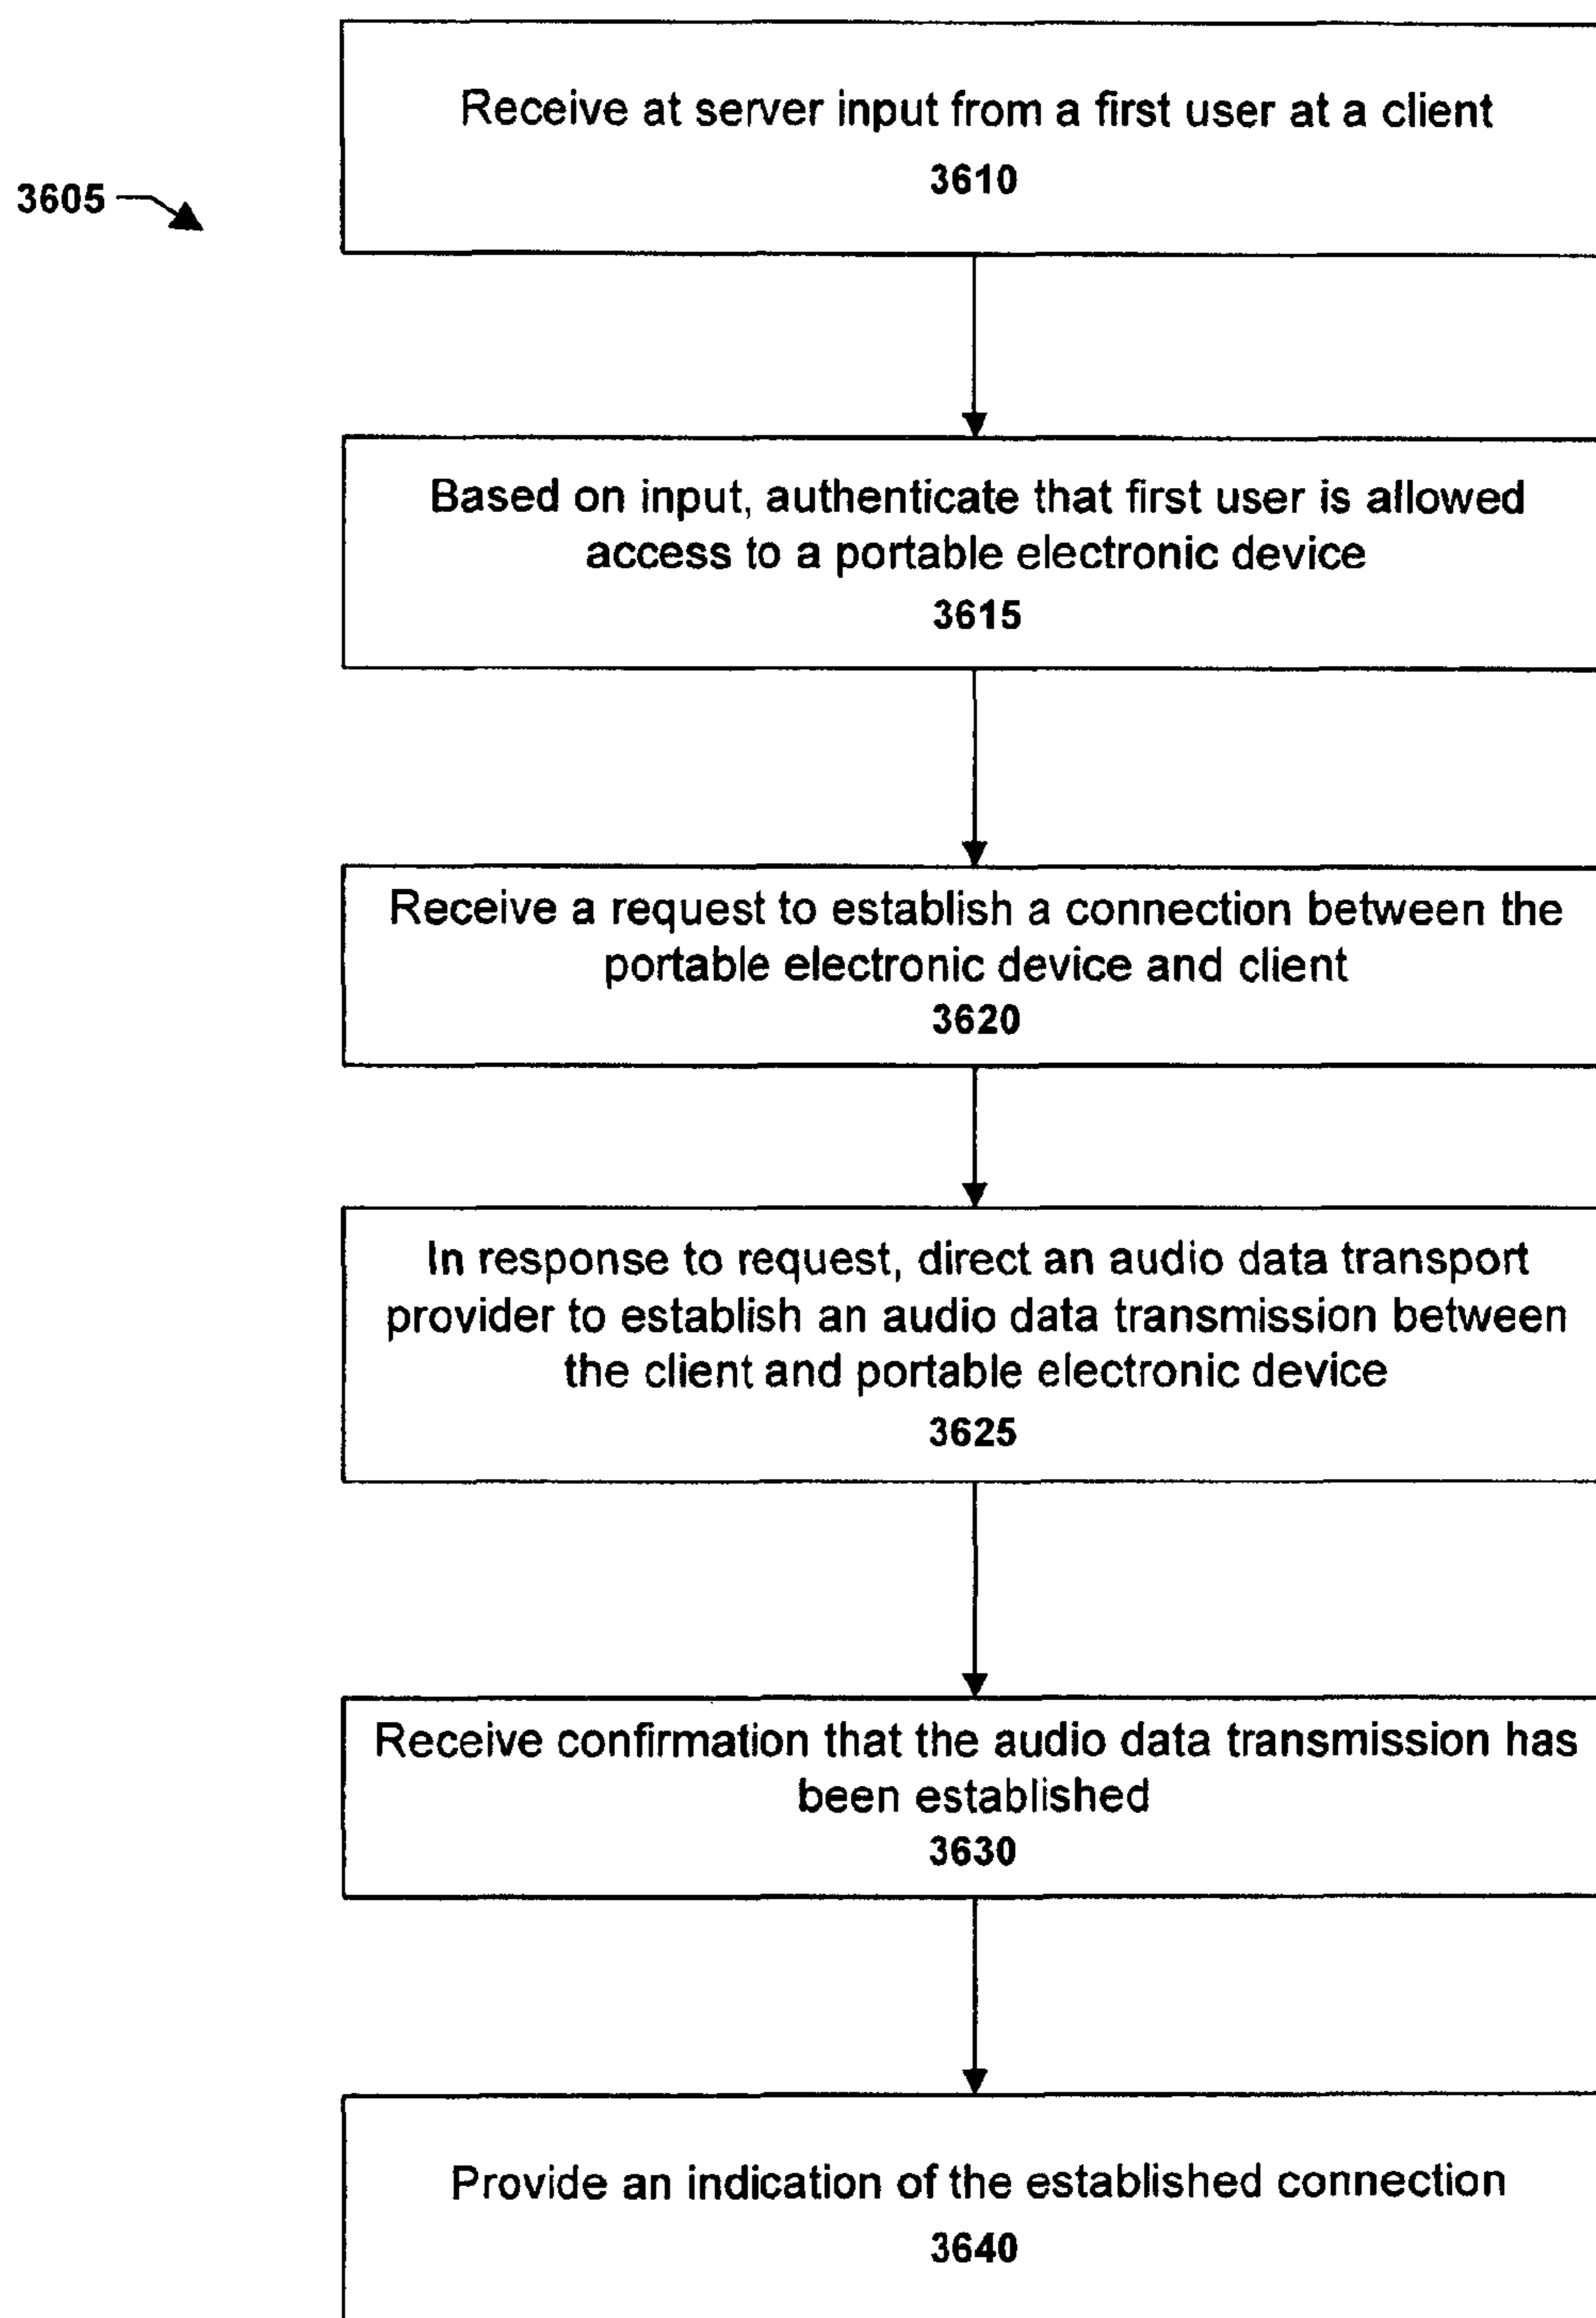 Receive at server input from a first user at a client
3610
3605
Based on input, authenticate that first user is allowed
access to a portable electronic device
3615
Receive a request to establish a connection between the
portable electronic device and client
3620
In response to request, direct an audio data transport
provider to establish an audio data transmission between
the client and portable electronic device
3625
Receive confirmation that the audio data transmission has
been established
3630
Provide an indication of the established connection
3640